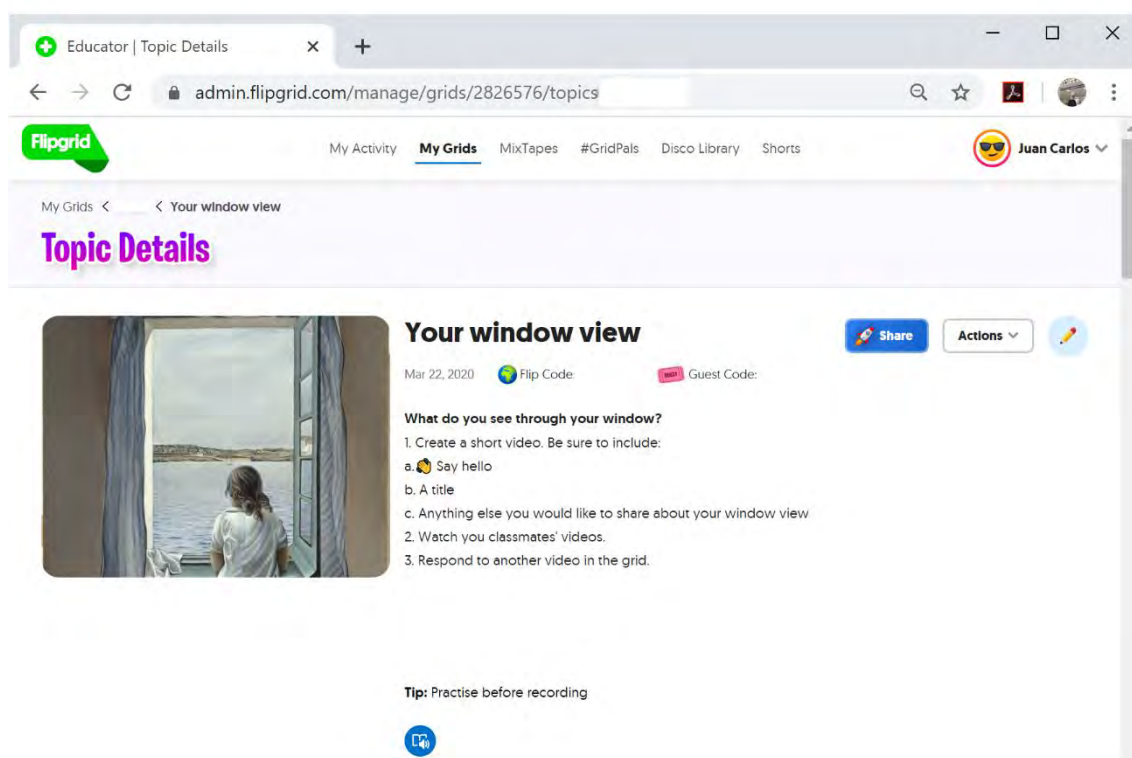 Educator | Topic Details
admin.flipgrid.com/manage/grids/2826576/topics
Flipgrid
My Activity My Grids MixTapes #GridPals Disco Library Shorts
Juan Carlos
My Grids < < Your window view
Topic Details
Your window view
Share
Actions
Mar 22, 2020 Flip Code: Guest Code:
What do you see through your window?
1. Create a short video. Be sure to include:
a. 👏 Say hello
b. A title
c. Anything else you would like to share about your window view
2. Watch you classmates' videos.
3. Respond to another video in the grid.
Tip: Practise before recording